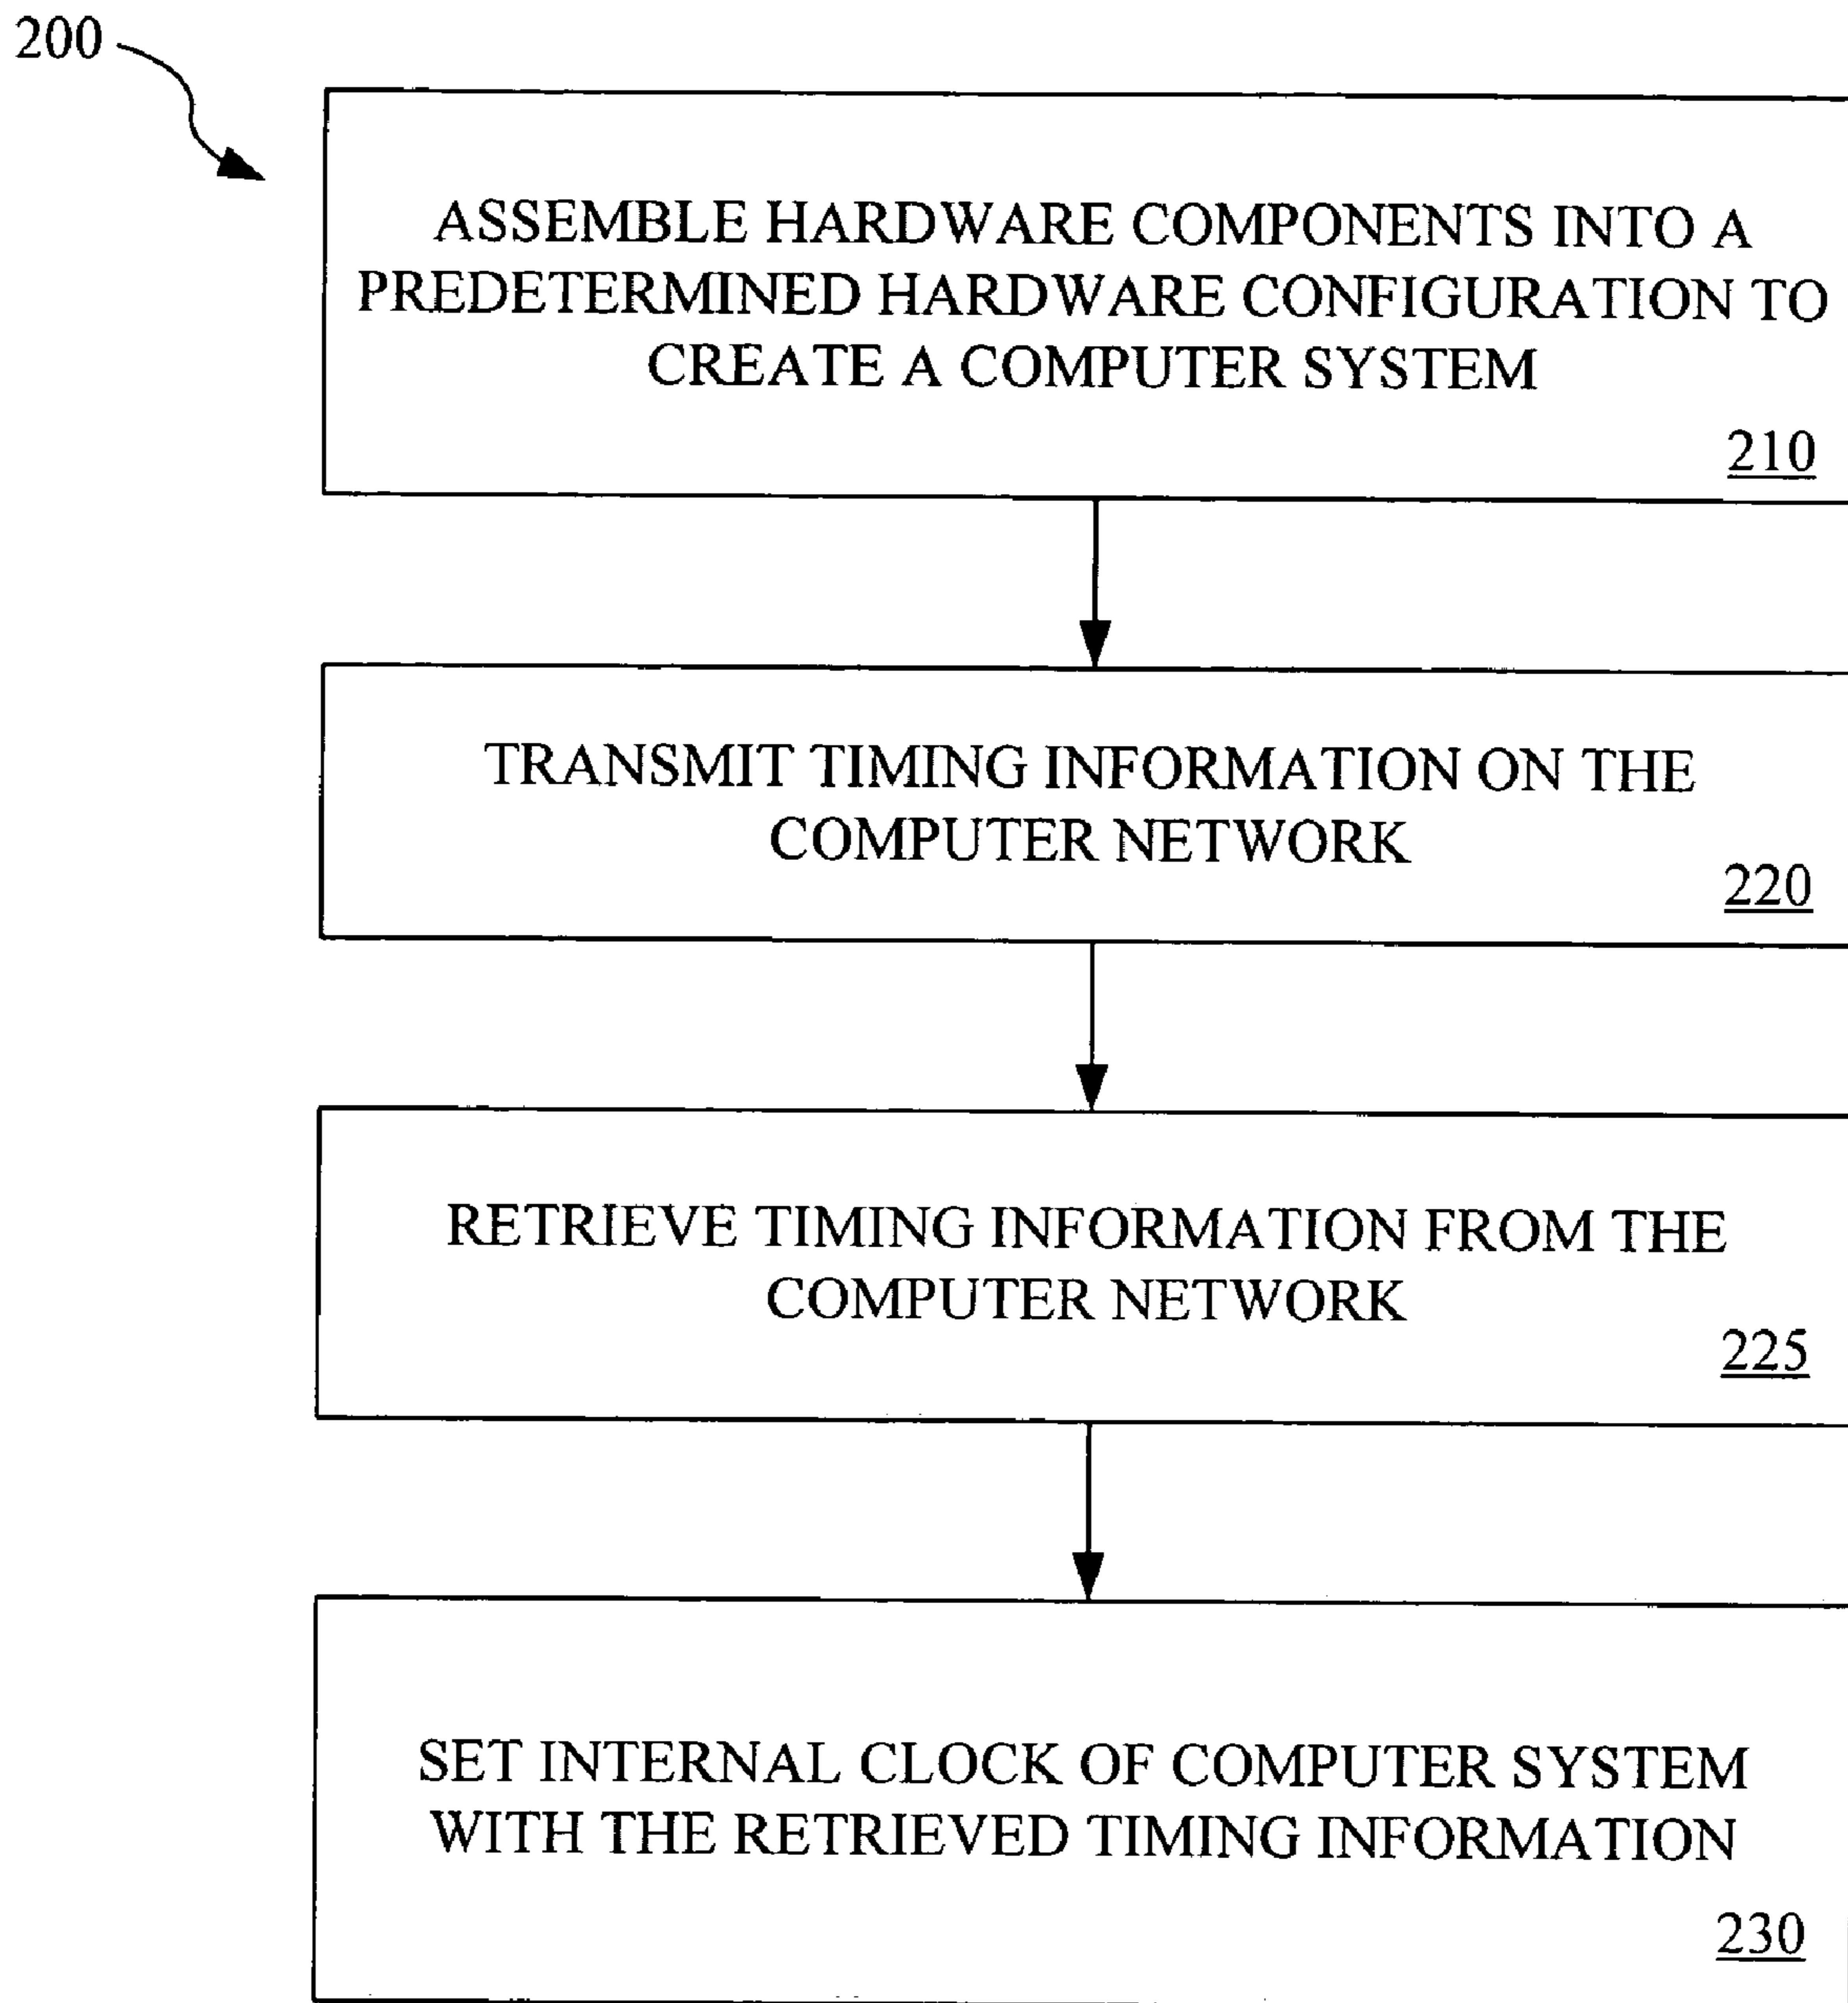 200
ASSEMBLE HARDWARE COMPONENTS INTO A
PREDETERMINED HARDWARE CONFIGURATION TO
CREATE A COMPUTER SYSTEM
210
TRANSMIT TIMING INFORMATION ON THE
COMPUTER NETWORK
220
RETRIEVE TIMING INFORMATION FROM THE
COMPUTER NETWORK
225
SET INTERNAL CLOCK OF COMPUTER SYSTEM
WITH THE RETRIEVED TIMING INFORMATION
230